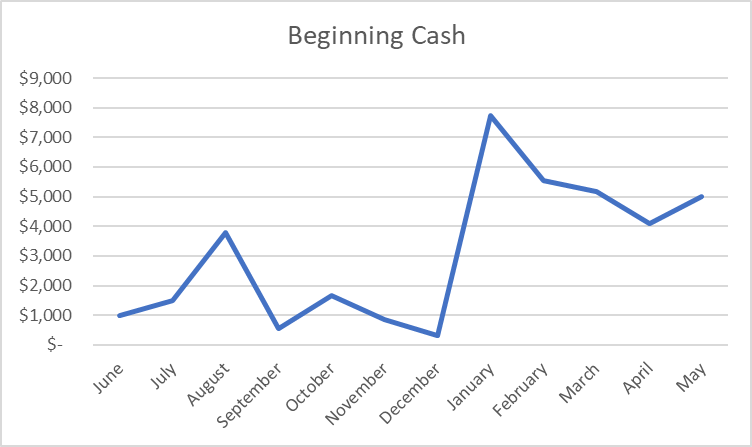 Beginning Cash
$9,000
$8,000
$7,000
$6,000
$5,000
$4,000
$3,000
$2,000
$1,000
$-
June
July
August
September
October
November
December
January
February
March
April
May